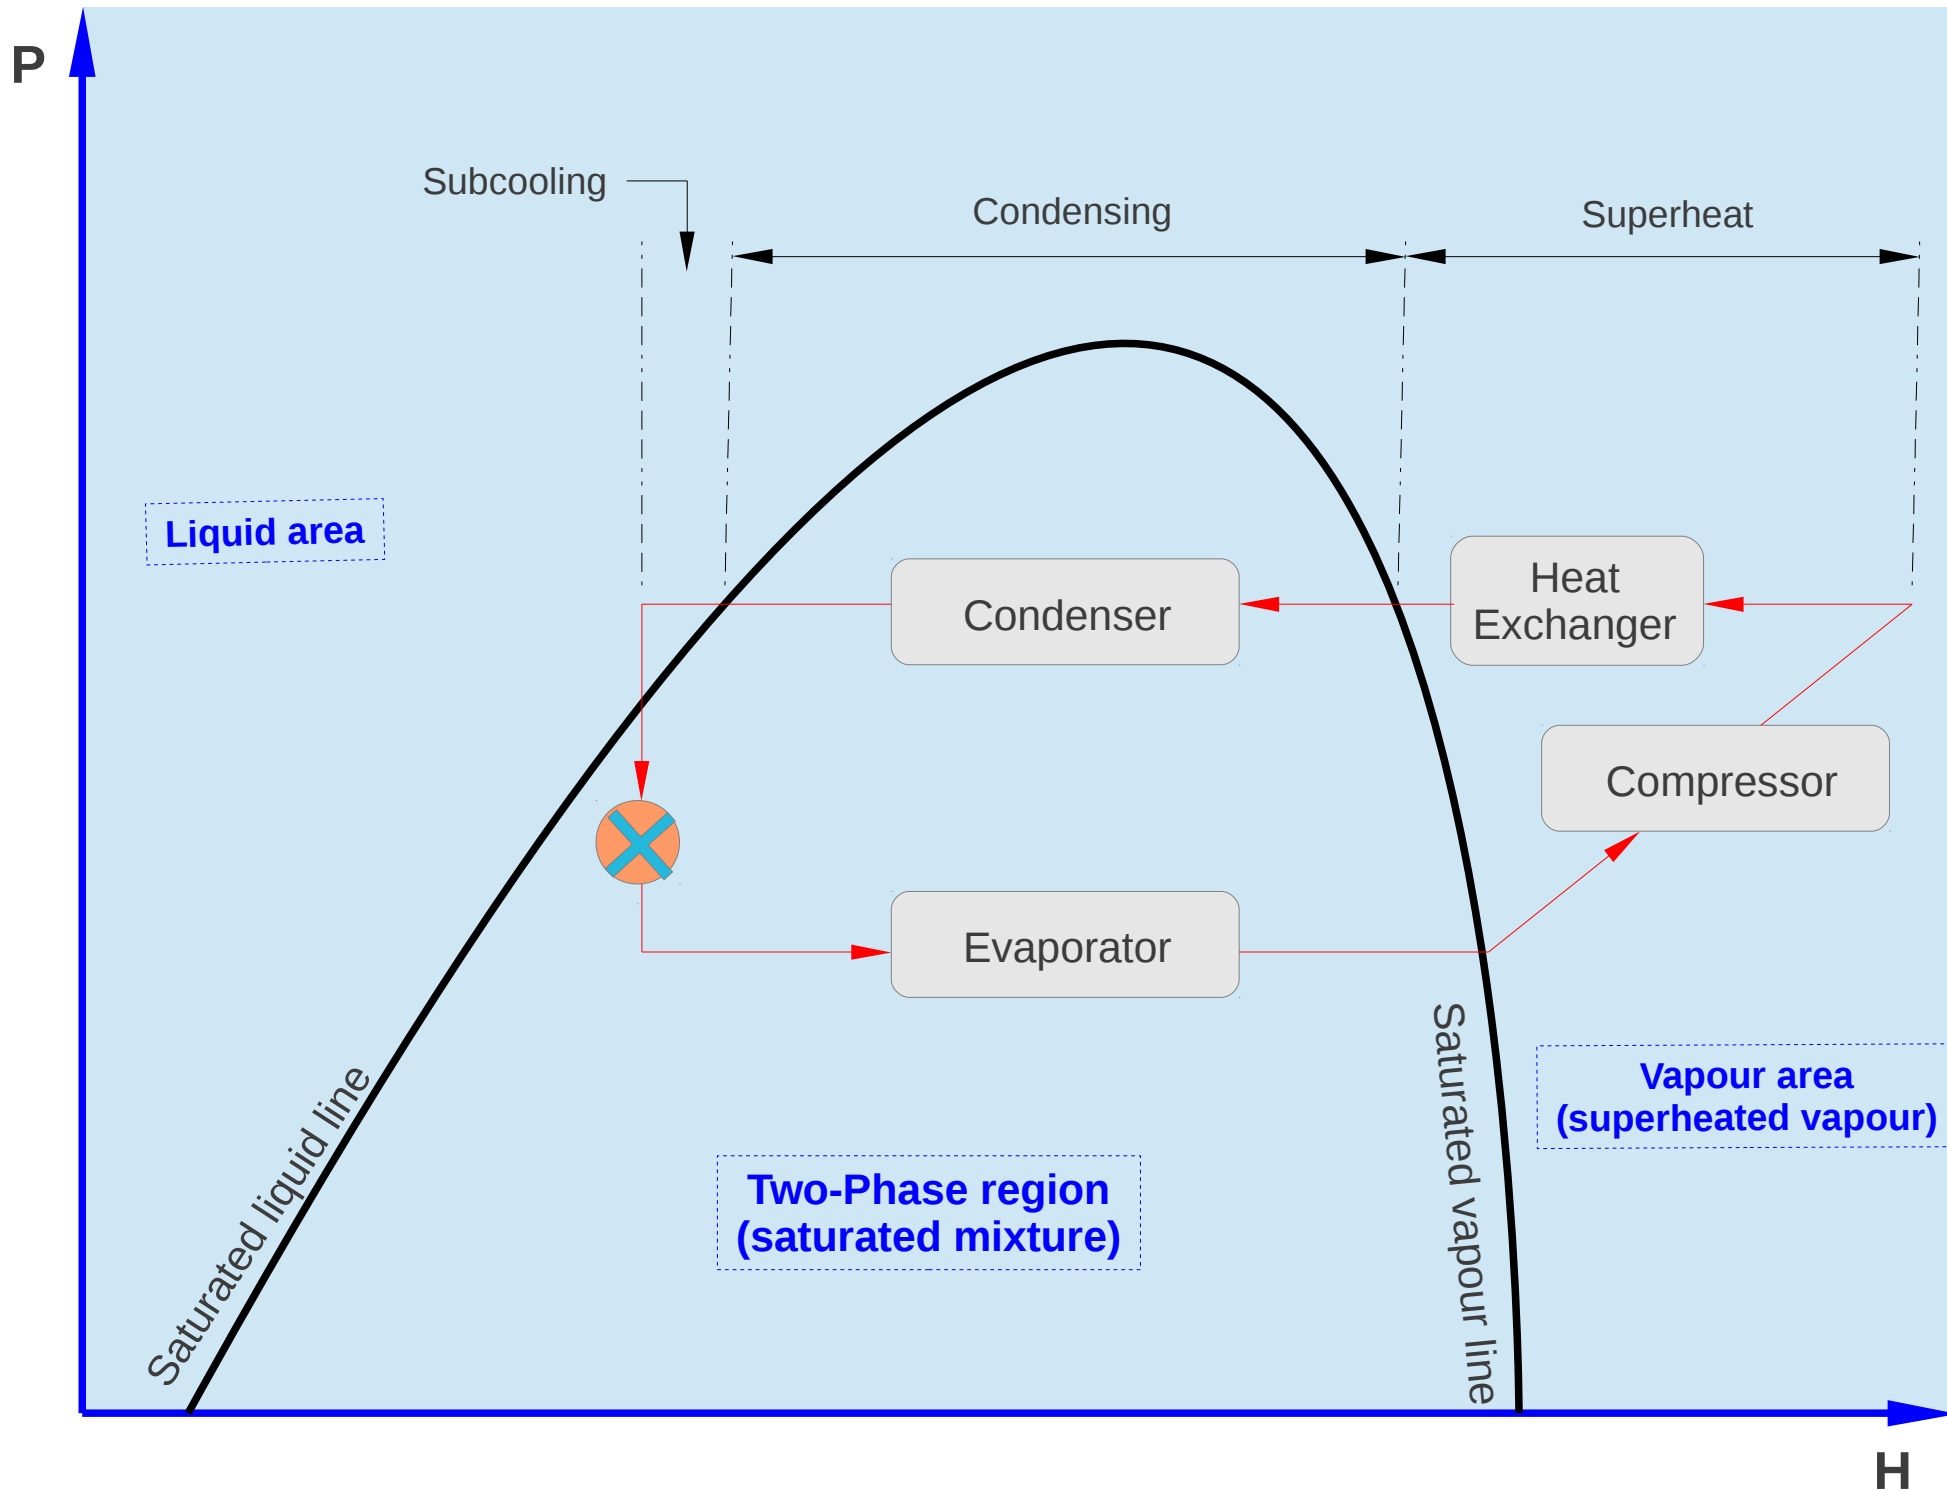 P
Subcooling
Condensing
Superheat
Liquid area
Condenser
Heat
Exchanger
Compressor
Evaporator
Saturated liquid line
Saturated vapour line
Vapour area
(superheated vapour)
Two-Phase region
(saturated mixture)
H